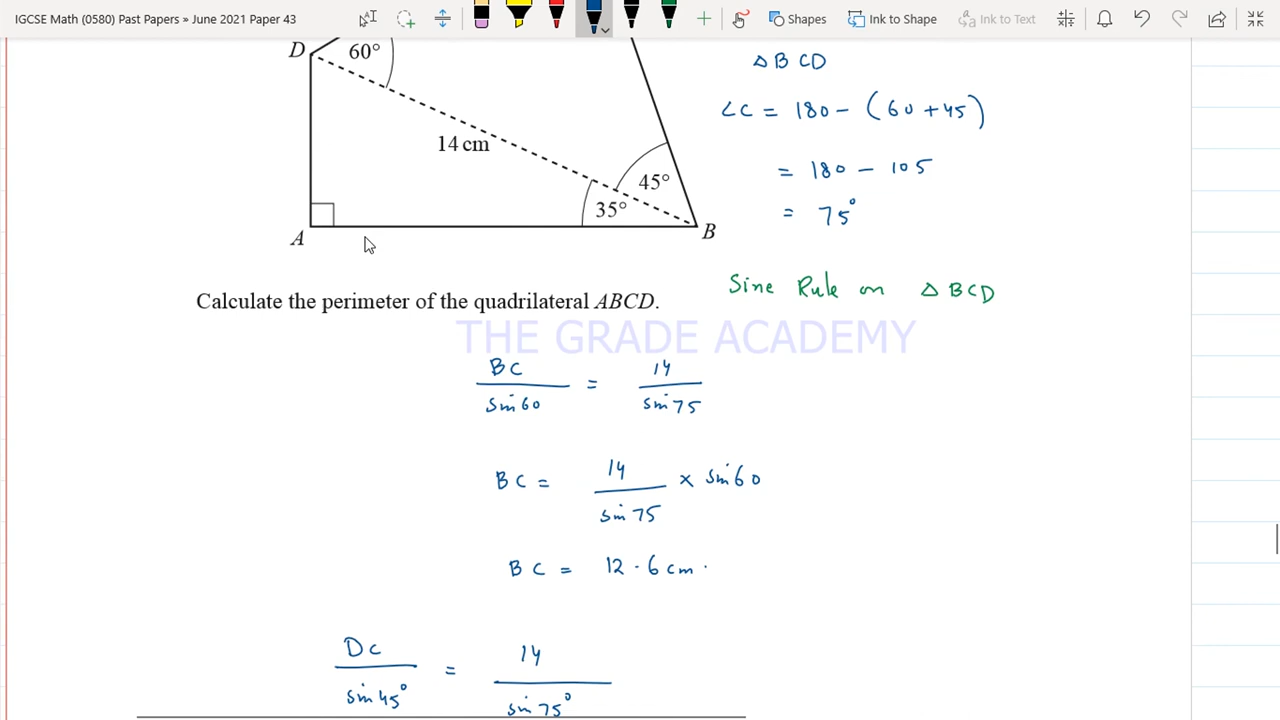 IGCSE Math (0580) Past Papers » June 2021 Paper 43
Shapes
Ink to Shape
Ink to Text
D
60°
14 cm
45°
35°
A
B
Δ B CD
∠C = 180 - (60+45)
= 180 - 105
= 75°
Calculate the perimeter of the quadrilateral ABCD.
Sine Rule on Δ BCD
THE GRADE ACADEMY
BC / sin 60 = 14 / sin 75
BC = 14 / sin 75 × sin 60
BC = 12.6 cm.
DC / sin 45° = 14 / sin 75°